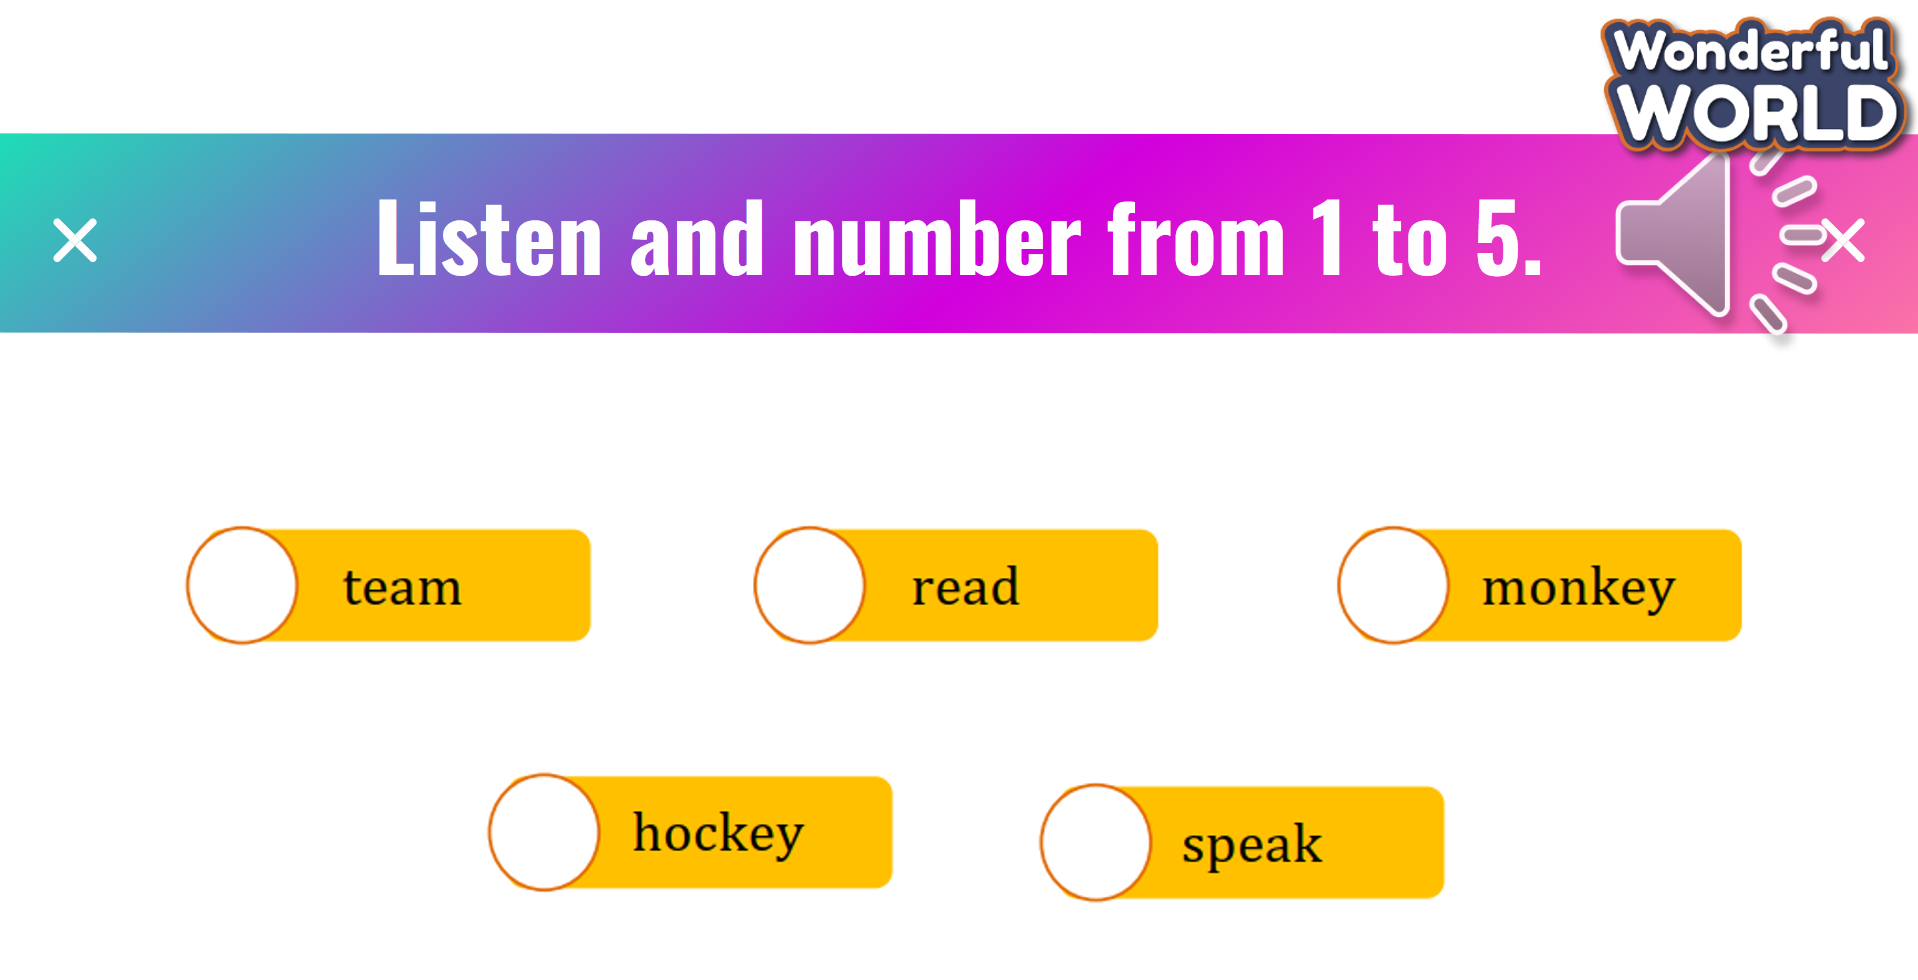 Wonderful
WORLD
Listen and number from 1 to 5.
team
read
monkey
hockey
speak